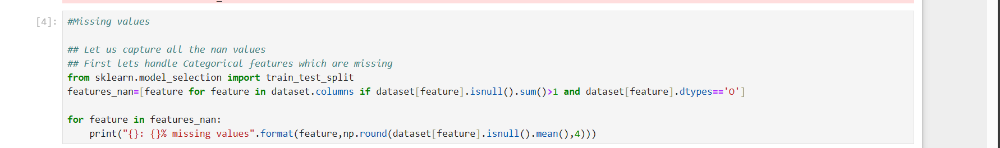 [4]:
#Missing values
## Let us capture all the nan values
## First lets handle Categorical features which are missing
from sklearn.model_selection import train_test_split
features_nan=[feature for feature in dataset.columns if dataset[feature].isnull().sum()>1 and dataset[feature].dtypes=='O']
for feature in features_nan:
    print("{}: {}% missing values".format(feature,np.round(dataset[feature].isnull().mean(),4)))